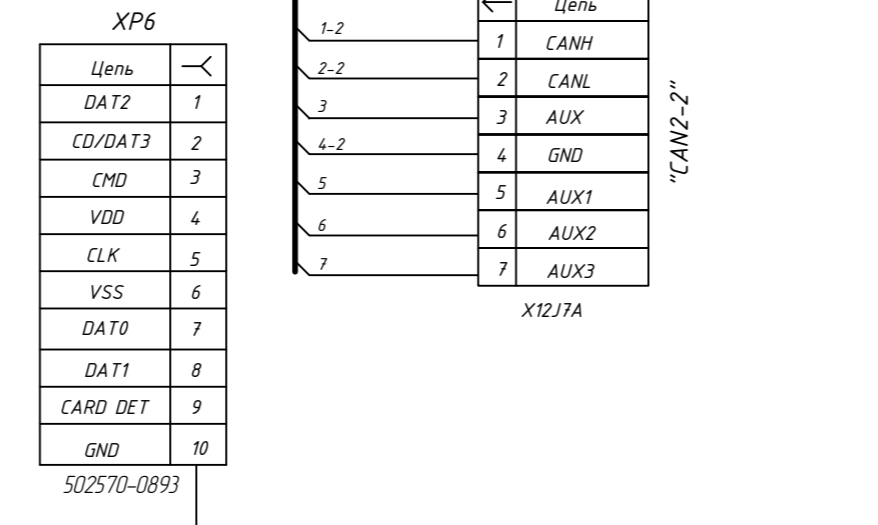 XP6
Цепь
DAT2 1
CD/DAT3 2
CMD 3
VDD 4
CLK 5
VSS 6
DAT0 7
DAT1 8
CARD DET 9
GND 10
502570-0893
Цепь
1-2 1 CANH
2-2 2 CANL
3 3 AUX
4-2 4 GND
5 5 AUX1
6 6 AUX2
7 7 AUX3
X12J7A
"CAN2-2"